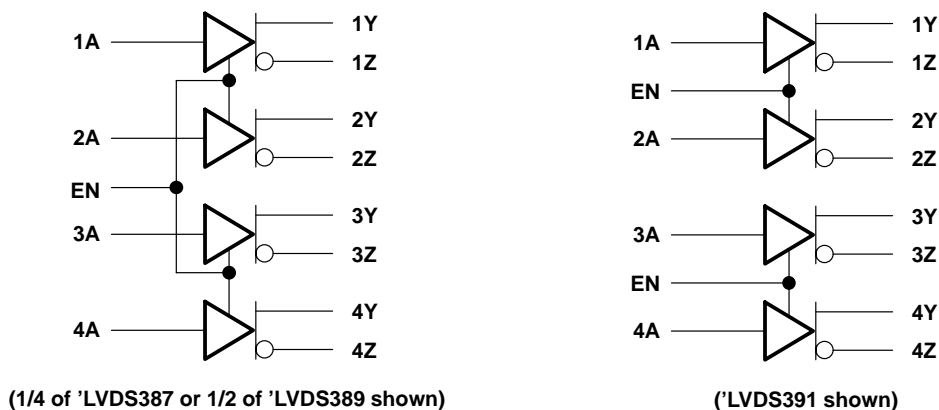 1A
1Y
1Z
2A
2Y
2Z
EN
3A
3Y
3Z
4A
4Y
4Z
(1/4 of ’LVDS387 or 1/2 of ’LVDS389 shown)
1A
1Y
1Z
EN
2A
2Y
2Z
3A
3Y
3Z
EN
4A
4Y
4Z
(’LVDS391 shown)